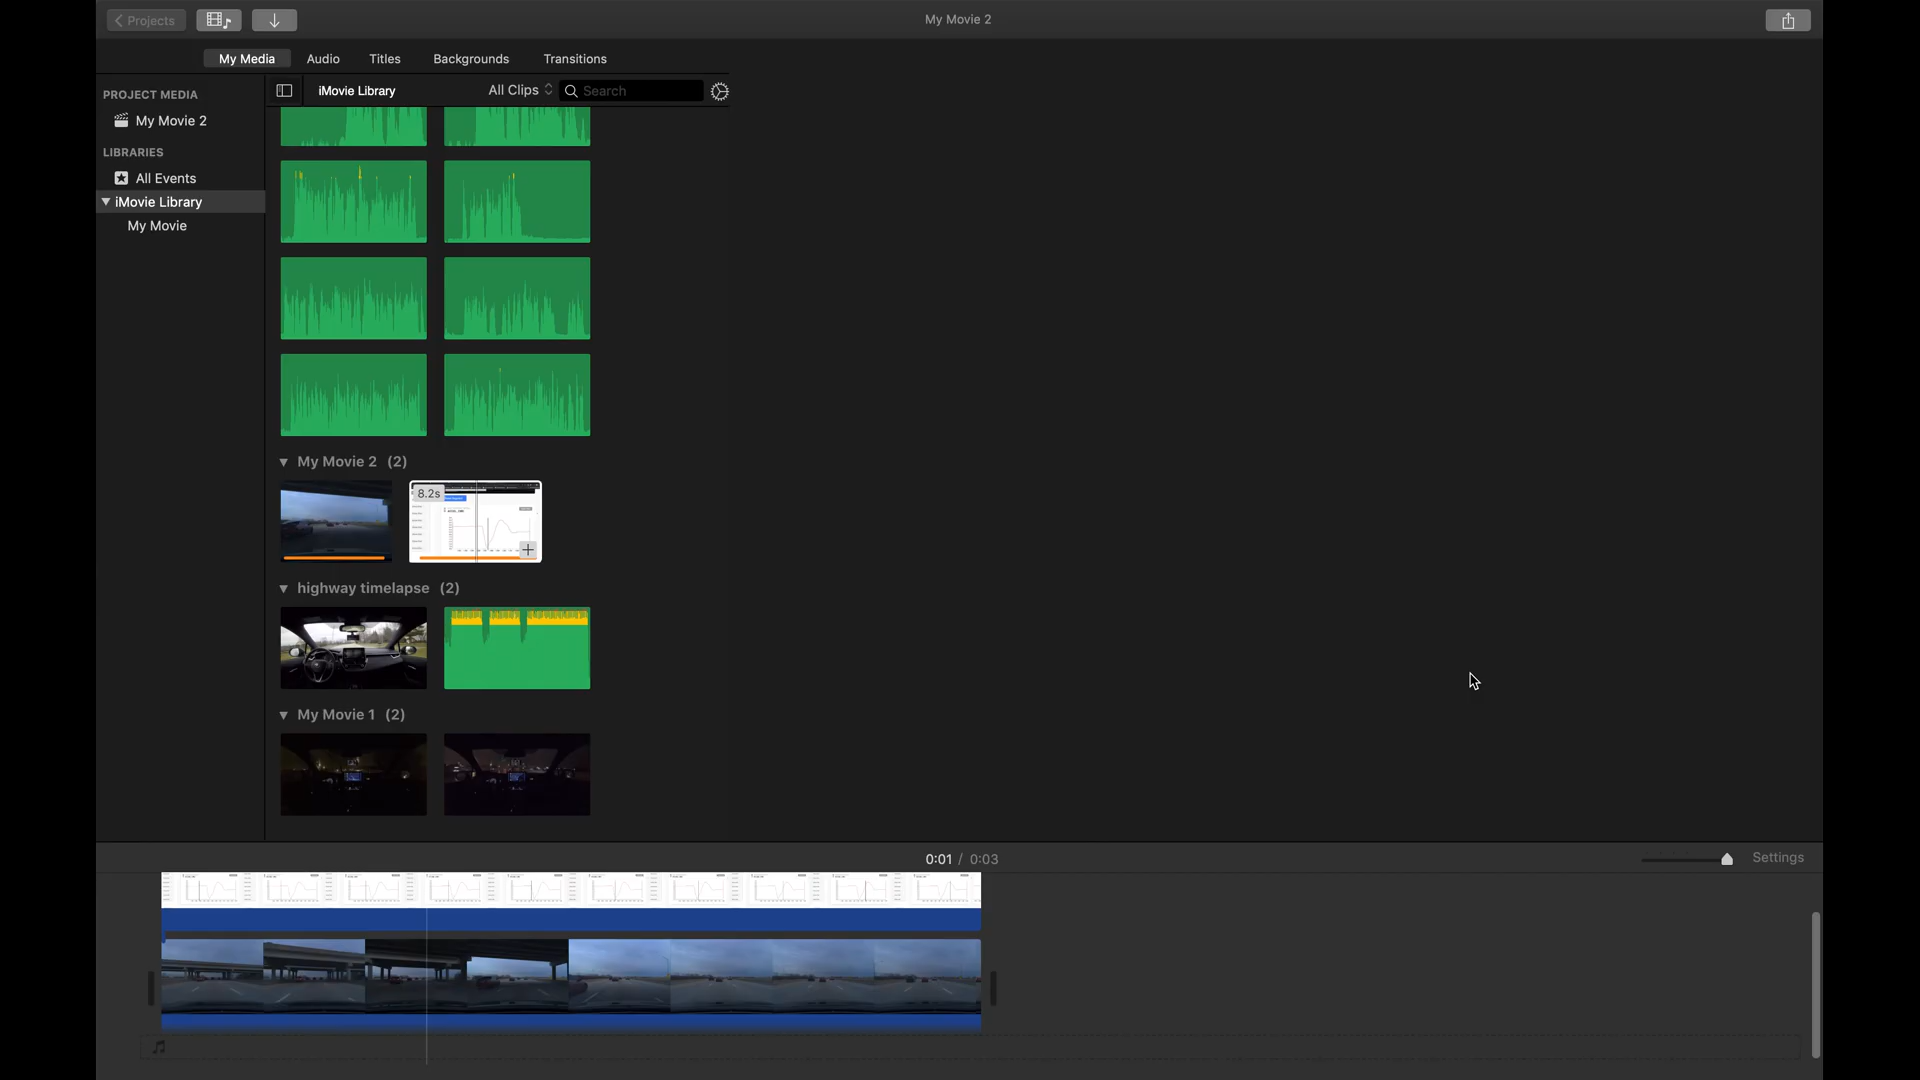 Projects
My Movie 2
My Media
Audio
Titles
Backgrounds
Transitions
PROJECT MEDIA
My Movie 2
LIBRARIES
All Events
iMovie Library
My Movie
iMovie Library
All Clips
Search
My Movie 2 (2)
8.2s
highway timelapse (2)
My Movie 1 (2)
0:01 / 0:03
Settings